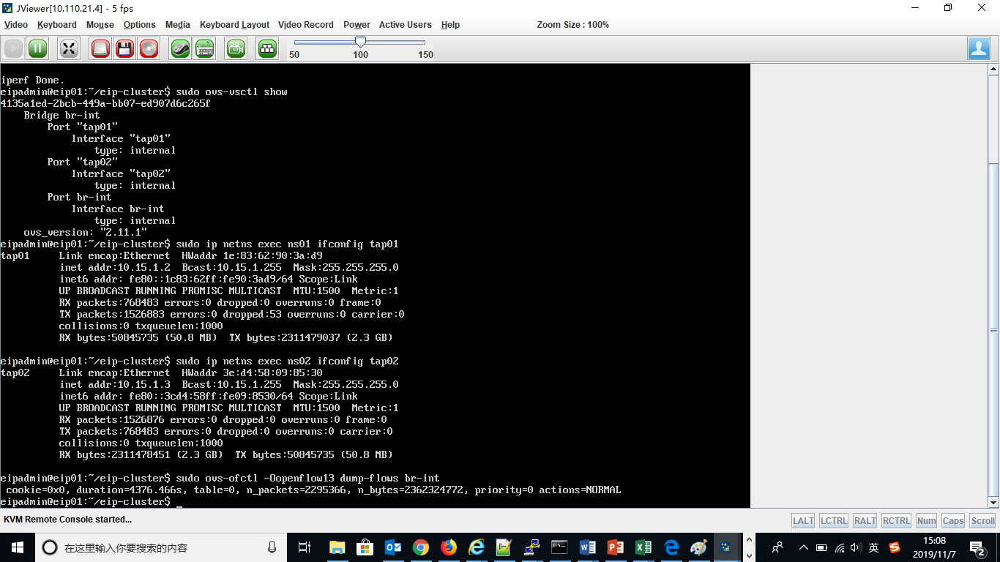 JViewer[10.110.21.4] - 5 fps
Video Keyboard Mouse Options Media Keyboard Layout Video Record Power Active Users Help Zoom Size : 100%
50 100 150
iperf Done.
eipadmin@eip01:~/eip-cluster$ sudo ovs-vsctl show
4135a1ed-2bcb-449a-bb07-ed907d6c265f
    Bridge br-int
        Port "tap01"
            Interface "tap01"
                type: internal
        Port "tap02"
            Interface "tap02"
                type: internal
        Port br-int
            Interface br-int
                type: internal
    ovs_version: "2.11.1"
eipadmin@eip01:~/eip-cluster$ sudo ip netns exec ns01 ifconfig tap01
tap01     Link encap:Ethernet  HWaddr 1e:83:62:90:3a:d9
          inet addr:10.15.1.2  Bcast:10.15.1.255  Mask:255.255.255.0
          inet6 addr: fe80::1c83:62ff:fe90:3ad9/64 Scope:Link
          UP BROADCAST RUNNING PROMISC MULTICAST  MTU:1500  Metric:1
          RX packets:768483 errors:0 dropped:0 overruns:0 frame:0
          TX packets:1526883 errors:0 dropped:53 overruns:0 carrier:0
          collisions:0 txqueuelen:1000
          RX bytes:50845735 (50.8 MB)  TX bytes:2311479037 (2.3 GB)
eipadmin@eip01:~/eip-cluster$ sudo ip netns exec ns02 ifconfig tap02
tap02     Link encap:Ethernet  HWaddr 3e:d4:58:09:85:30
          inet addr:10.15.1.3  Bcast:10.15.1.255  Mask:255.255.255.0
          inet6 addr: fe80::3cd4:58ff:fe09:8530/64 Scope:Link
          UP BROADCAST RUNNING PROMISC MULTICAST  MTU:1500  Metric:1
          RX packets:1526876 errors:0 dropped:0 overruns:0 frame:0
          TX packets:768483 errors:0 dropped:0 overruns:0 carrier:0
          collisions:0 txqueuelen:1000
          RX bytes:2311478451 (2.3 GB)  TX bytes:50845735 (50.8 MB)
eipadmin@eip01:~/eip-cluster$ sudo ovs-ofctl -Oopenflow13 dump-flows br-int
 cookie=0x0, duration=4376.466s, table=0, n_packets=2295366, n_bytes=2362324772, priority=0 actions=NORMAL
eipadmin@eip01:~/eip-cluster$ _
KVM Remote Console started... LALT LCTRL RALT RCTRL Num Caps Scroll
在这里输入你要搜索的内容
英
15:08
2019/11/7
2